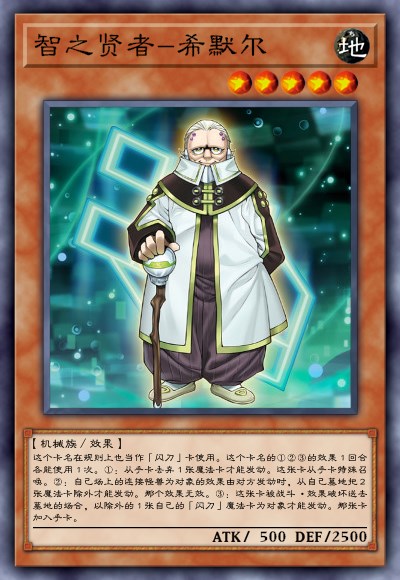 智之贤者-希默尔
地
【机械族/效果】
这个卡名在规则上也当作「闪刀」卡使用。这个卡名的①②③的效果1回合
各能使用1次。①：从手卡丢弃1张魔法卡才能发动。这张卡从手卡特殊召
唤。②：自己场上的连接怪兽为对象的效果由对方发动时，从自己墓地把2
张魔法卡除外才能发动。那个效果无效。③：这张卡被战斗·效果破坏送去
墓地的场合，以除外的1张自己的「闪刀」魔法卡为对象才能发动。那张卡
加入手卡。
ATK/ 500 DEF/2500